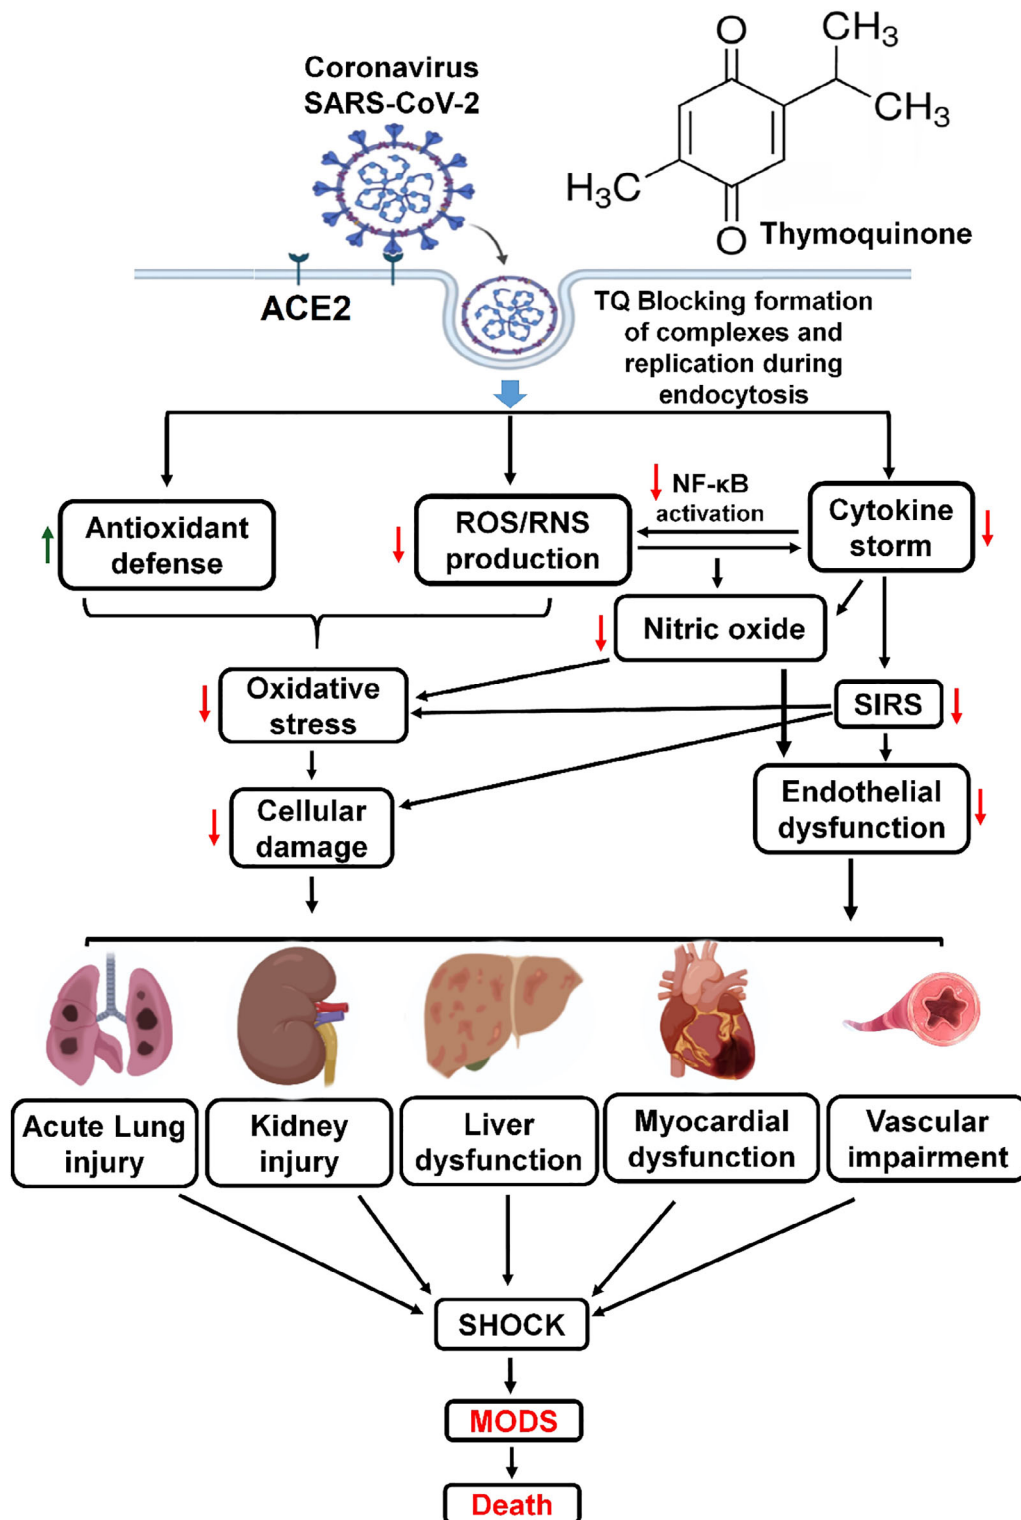 Coronavirus
SARS-CoV-2
O
CH₃
CH₃
H₃C
O
Thymoquinone
ACE2
TQ Blocking formation
of complexes and
replication during
endocytosis
Antioxidant
defense
ROS/RNS
production
NF-κB
activation
Cytokine
storm
Nitric oxide
Oxidative
stress
SIRS
Cellular
damage
Endothelial
dysfunction
Acute Lung
injury
Kidney
injury
Liver
dysfunction
Myocardial
dysfunction
Vascular
impairment
SHOCK
MODS
Death